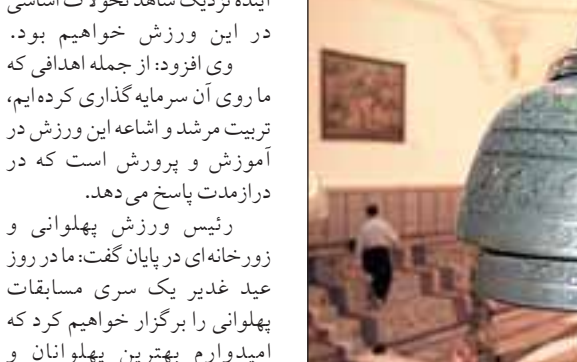 آینده نزدیک شاهد تحولات اساسی
در این ورزش خواهیم بود.
وی افزود: از جمله اهدافی که
ما روی آن سرمایه گذاری کرده‌ایم،
تربیت مرشد و اشاعه این ورزش در
آموزش و پرورش است که در
درازمدت پاسخ می‌دهد.
رئیس ورزش پهلوانی و
زورخانه‌ای در پایان گفت: ما در روز
عید غدیر یک سری مسابقات
پهلوانی را برگزار خواهیم کرد که
امیدوارم بهترین پهلوانان و